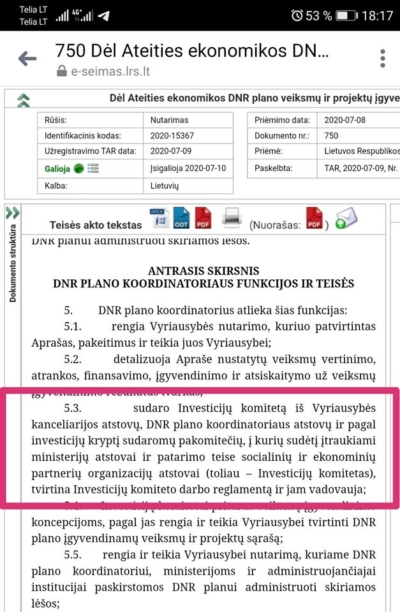 Telia LT
Telia LT
4G+
53 %
18:17
750 Dėl Ateities ekonomikos DN...
e-seimas.lrs.lt
Dėl Ateities ekonomikos DNR plano veiksmų ir projektų įgyve
Rūšis:
Nutarimas
Priėmimo data:
2020-07-08
Identifikacinis kodas:
2020-15367
Dokumento nr.:
750
Užregistravimo TAR data:
2020-07-09
Priėmė:
Lietuvos Respublikos
Galioja
Įsigalioja 2020-07-10
Paskelbta:
TAR, 2020-07-09, Nr.
Kalba:
Lietuvių
Dokumento struktūra
Teisės akto tekstas
ODT
PDF
(Nuorašas:
PDF
)
DNR planui administruoti skiriamos lėšos.
ANTRASIS SKIRSNIS
DNR PLANO KOORDINATORIAUS FUNKCIJOS IR TEISĖS
5. DNR plano koordinatorius atlieka šias funkcijas:
5.1. rengia Vyriausybės nutarimo, kuriuo patvirtintas
Aprašas, pakeitimus ir teikia juos Vyriausybei;
5.2. detalizuoja Apraše nustatytų veiksmų vertinimo,
atrankos, finansavimo, įgyvendinimo ir atsiskaitymo už veiksmų
įgyvendinimo rezultatus tvarkas;
5.3. sudaro Investicijų komitetą iš Vyriausybės
kanceliarijos atstovų, DNR plano koordinatoriaus atstovų ir pagal
investicijų kryptį sudaromų pakomitečių, į kurių sudėtį įtraukiami
ministerijų atstovai ir patarimo teise socialinių ir ekonominių
partnerių organizacijų atstovai (toliau – Investicijų komitetas),
tvirtina Investicijų komiteto darbo reglamentą ir jam vadovauja;
koncepcijoms, pagal jas rengia ir teikia Vyriausybei tvirtinti DNR
plano įgyvendinamų veiksmų ir projektų sąrašą;
5.5. rengia ir teikia Vyriausybei nutarimą, kuriame DNR
plano koordinatoriui, ministerijoms ir administruojančiajai
institucijai paskirstomos DNR planui administruoti skiriamos
lėšos;